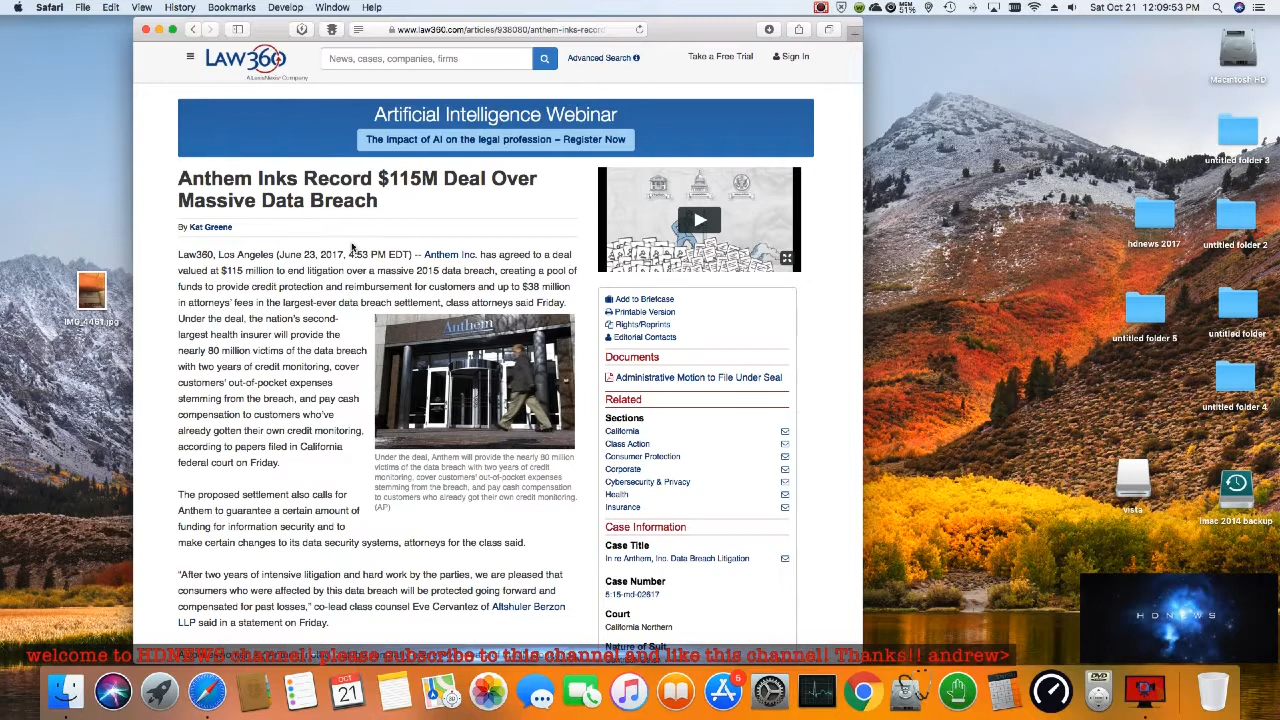 Safari File Edit View History Bookmarks Develop Window Help
MEM 51% Sat Oct 21 12:09:53 PM
www.law360.com/articles/938080/anthem-inks-record
LAW360
A LexisNexis Company
News, cases, companies, firms
Advanced Search
Take a Free Trial
Sign In
Artificial Intelligence Webinar
The Impact of AI on the legal profession – Register Now
Anthem Inks Record $115M Deal Over
Massive Data Breach
By Kat Greene
Law360, Los Angeles (June 23, 2017, 4:53 PM EDT) -- Anthem Inc. has agreed to a deal
valued at $115 million to end litigation over a massive 2015 data breach, creating a pool of
funds to provide credit protection and reimbursement for customers and up to $38 million
in attorneys' fees in the largest-ever data breach settlement, class attorneys said Friday.
Under the deal, the nation's second-
largest health insurer will provide the
nearly 80 million victims of the data breach
with two years of credit monitoring, cover
customers' out-of-pocket expenses
stemming from the breach, and pay cash
compensation to customers who've
already gotten their own credit monitoring,
according to papers filed in California
federal court on Friday.
Anthem
Under the deal, Anthem will provide the nearly 80 million
victims of the data breach with two years of credit
monitoring, cover customers' out-of-pocket expenses
stemming from the breach, and pay cash compensation
to customers who already got their own credit monitoring.
(AP)
The proposed settlement also calls for
Anthem to guarantee a certain amount of
funding for information security and to
make certain changes to its data security systems, attorneys for the class said.
“After two years of intensive litigation and hard work by the parties, we are pleased that
consumers who were affected by this data breach will be protected going forward and
compensated for past losses,” co-lead class counsel Eve Cervantez of Altshuler Berzon
LLP said in a statement on Friday.
Add to Briefcase
Printable Version
Rights/Reprints
Editorial Contacts
Documents
Administrative Motion to File Under Seal
Related
Sections
California
Class Action
Consumer Protection
Corporate
Cybersecurity & Privacy
Health
Insurance
Case Information
Case Title
In re Anthem, Inc. Data Breach Litigation
Case Number
5:15-md-02617
Court
California Northern
Nature of Suit
Macintosh HD
untitled folder 3
hdnews 2017
untitled folder 2
untitled folder 5
untitled folder
untitled folder 4
vista
imac 2014 backup
IMG_4461.jpg
HDNEWS
welcome to HDNEWS channel! please subscribe to this channel and like this channel! Thanks!! andrew>
OCT
21
6
DVD